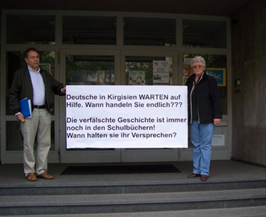 Deutsche in Kirgisien WARTEN auf
Hilfe. Wann handeln Sie endlich???
Die verfälschte Geschichte ist immer
noch in den Schulbüchern!
Wann halten sie ihr Versprechen?